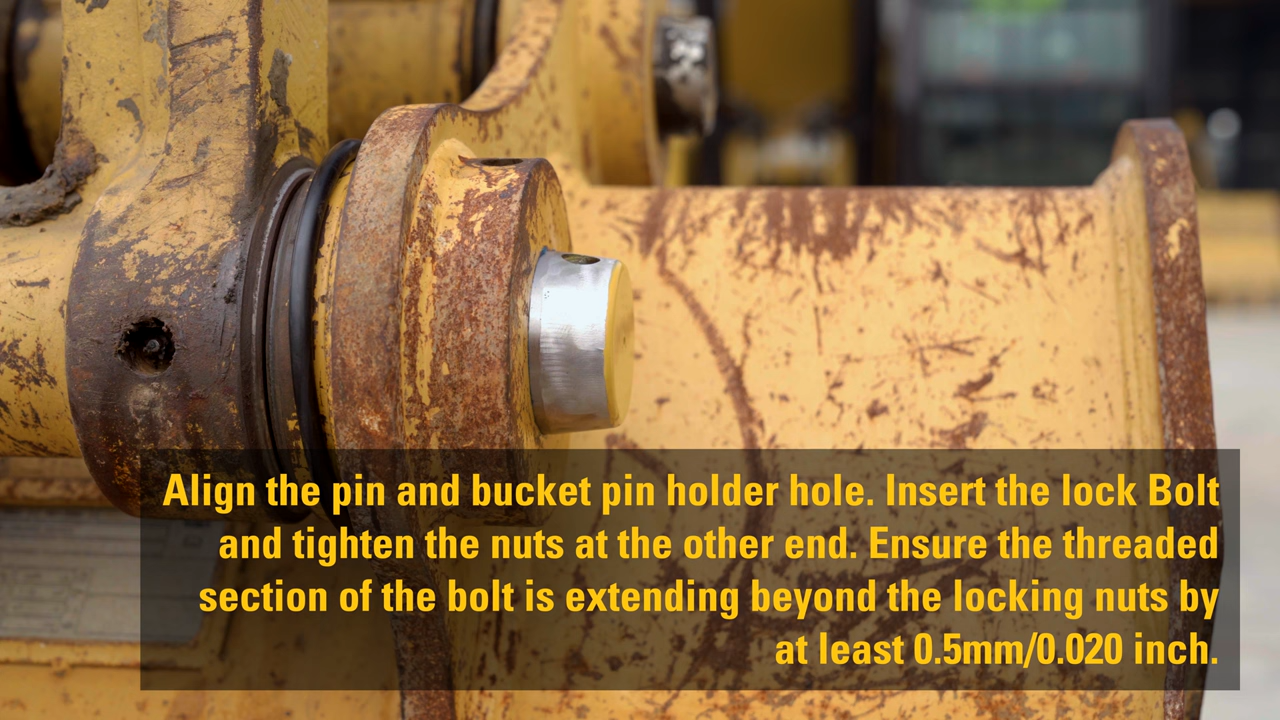 Align the pin and bucket pin holder hole. Insert the lock Bolt
and tighten the nuts at the other end. Ensure the threaded
section of the bolt is extending beyond the locking nuts by
at least 0.5mm/0.020 inch.